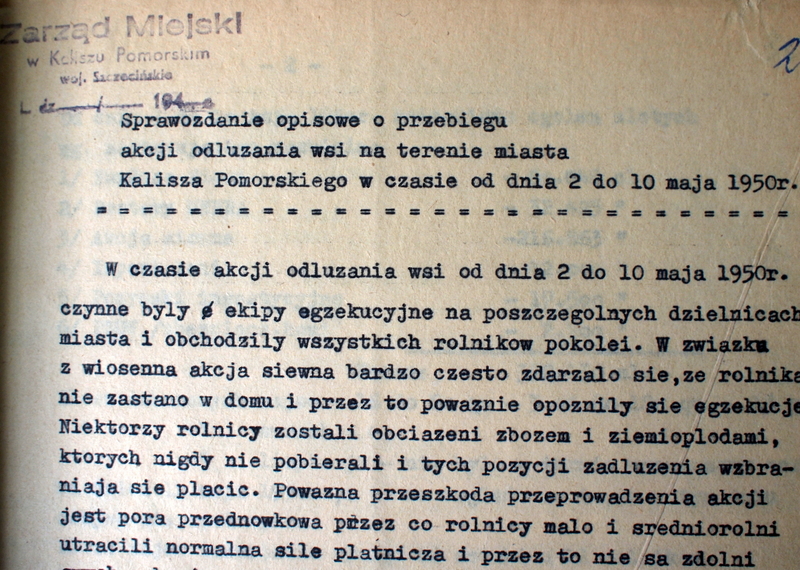 Zarząd Miejski
w Kaliszu Pomorskim
woj. Szczecińskie
L. dz. / 194
2
Sprawozdanie opisowe o przebiegu
akcji odluzania wsi na terenie miasta
Kalisza Pomorskiego w czasie od dnia 2 do 10 maja 1950r.
= = = = = = = = = = = = = = = = = = = = = = = = = = =
W czasie akcji odluzania wsi od dnia 2 do 10 maja 1950r.
czynne byly ekipy egzekucyjne na poszczegolnych dzielnicach
miasta i obchodzily wszystkich rolnikow pokolei. W zwiazku
z wiosenna akcja siewna bardzo czesto zdarzalo sie,ze rolnika
nie zastano w domu i przez to powaznie opoznily sie egzekucje
Niektorzy rolnicy zostali obciazeni zbozem i ziemioplodami,
ktorych nigdy nie pobierali i tych pozycji zadluzenia wzbra-
niaja sie placic. Powazna przeszkoda przeprowadzenia akcji
jest pora przednowkowa przez co rolnicy malo i sredniorolni
utracili normalna sile platnicza i przez to nie sa zdolni